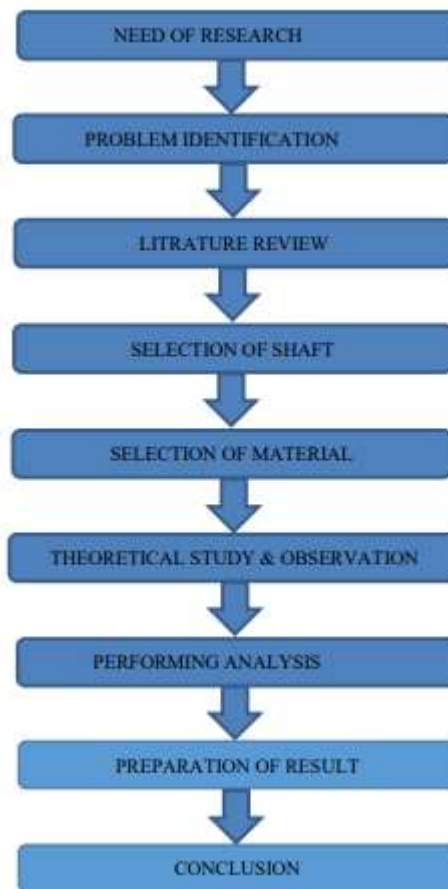 NEED OF RESEARCH
PROBLEM IDENTIFICATION
LITRATURE REVIEW
SELECTION OF SHAFT
SELECTION OF MATERIAL
THEORETICAL STUDY & OBSERVATION
PERFORMING ANALYSIS
PREPARATION OF RESULT
CONCLUSION